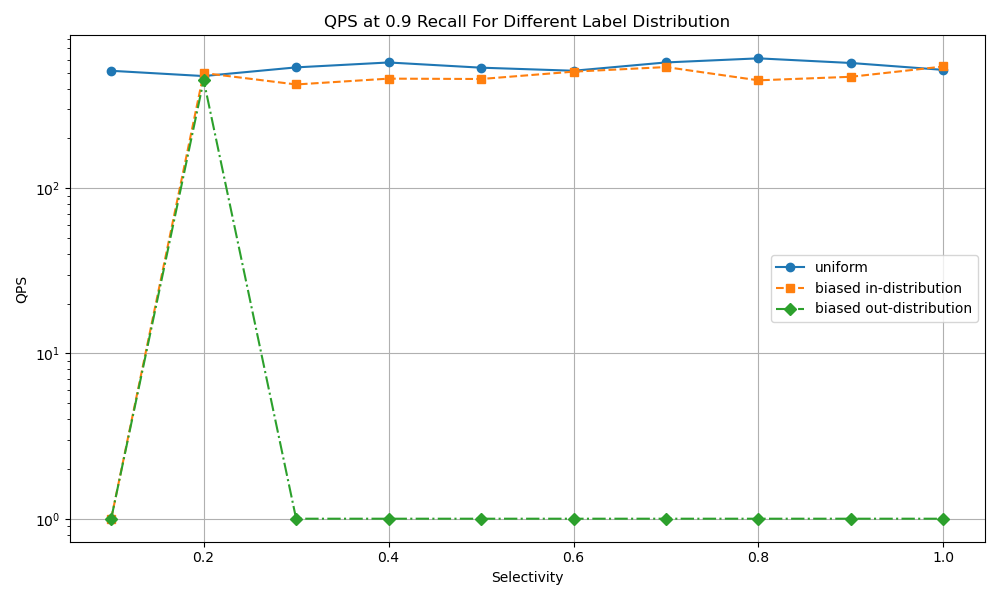 QPS at 0.9 Recall For Different Label Distribution
QPS
10²
10¹
10⁰
uniform
biased in-distribution
biased out-distribution
0.2 0.4 0.6 0.8 1.0
Selectivity